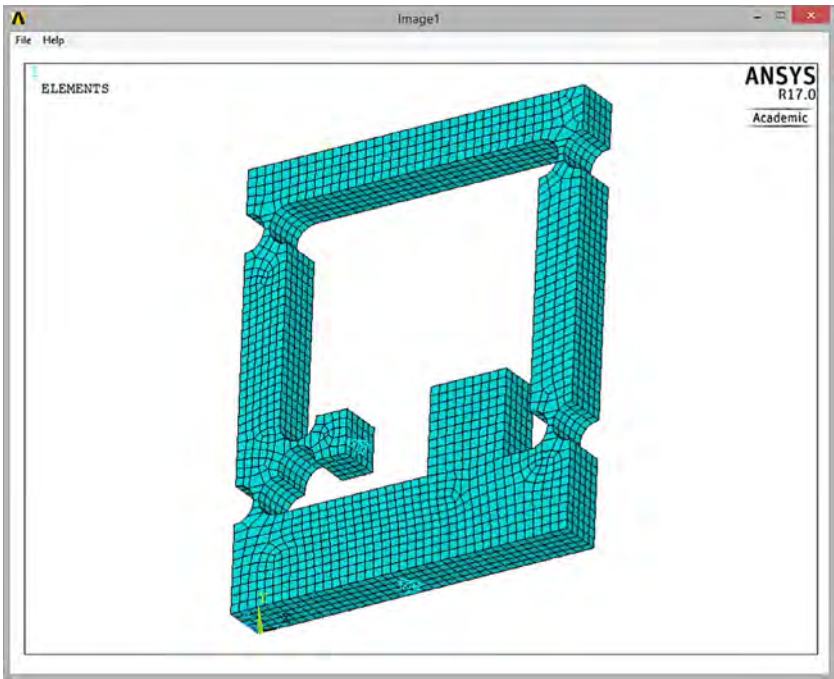 Image1
File Help
1
ELEMENTS
ANSYS
R17.0
Academic
Y